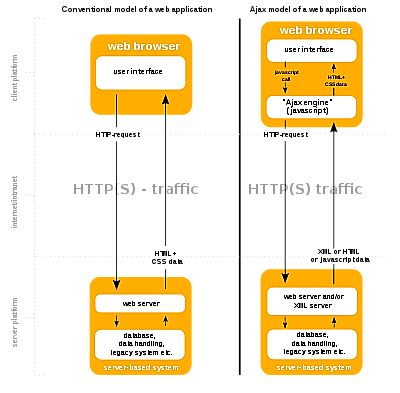 Conventional model of a web application
web browser
user interface
HTTP-request
HTTP(S) - traffic
HTML+
CSS data
web server
database,
data handling,
legacy system etc.
server-based system
Ajax model of a web application
web browser
user interface
javascript
call
HTML+
CSSdata
"Ajax engine"
(javascript)
HTTP-request
HTTP(S) traffic
XML or HTML
or javascript data
web server and/or
XML server
database,
data handling,
legacy system etc.
server-based system
client platform
internet/intranet
server platform